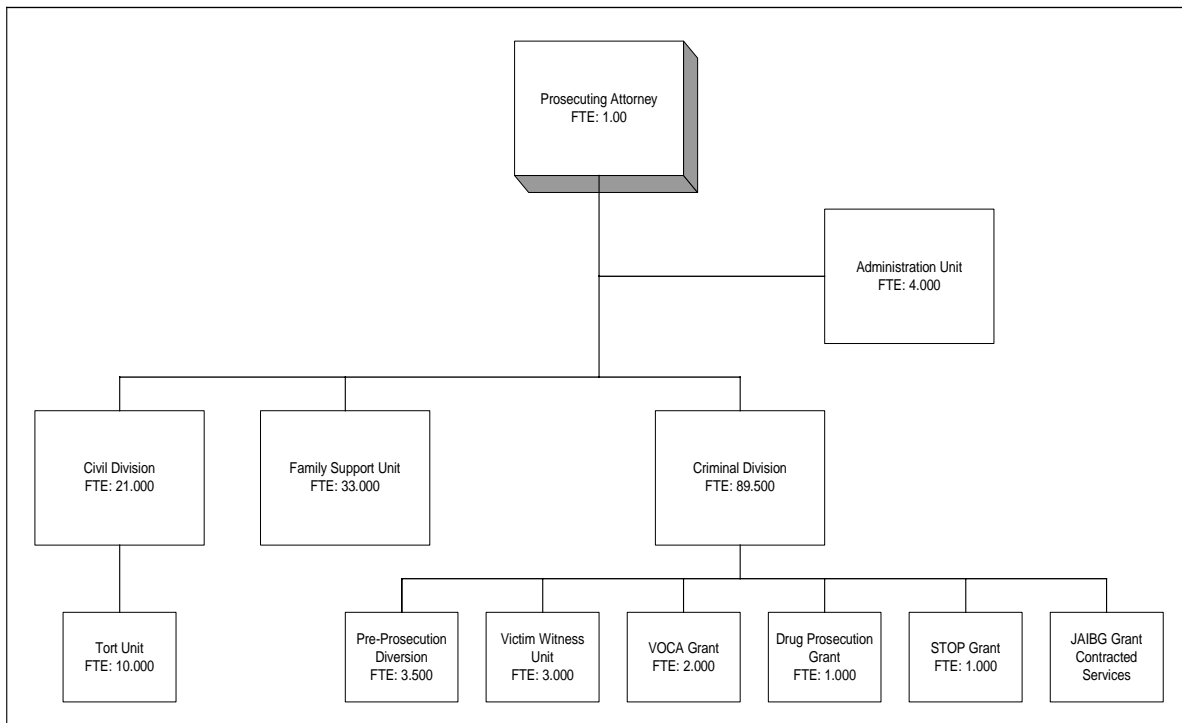 Prosecuting Attorney
FTE: 1.00
Administration Unit
FTE: 4.000
Civil Division
FTE: 21.000
Family Support Unit
FTE: 33.000
Criminal Division
FTE: 89.500
Tort Unit
FTE: 10.000
Pre-Prosecution
Diversion
FTE: 3.500
Victim Witness
Unit
FTE: 3.000
VOCA Grant
FTE: 2.000
Drug Prosecution
Grant
FTE: 1.000
STOP Grant
FTE: 1.000
JAIBG Grant
Contracted
Services